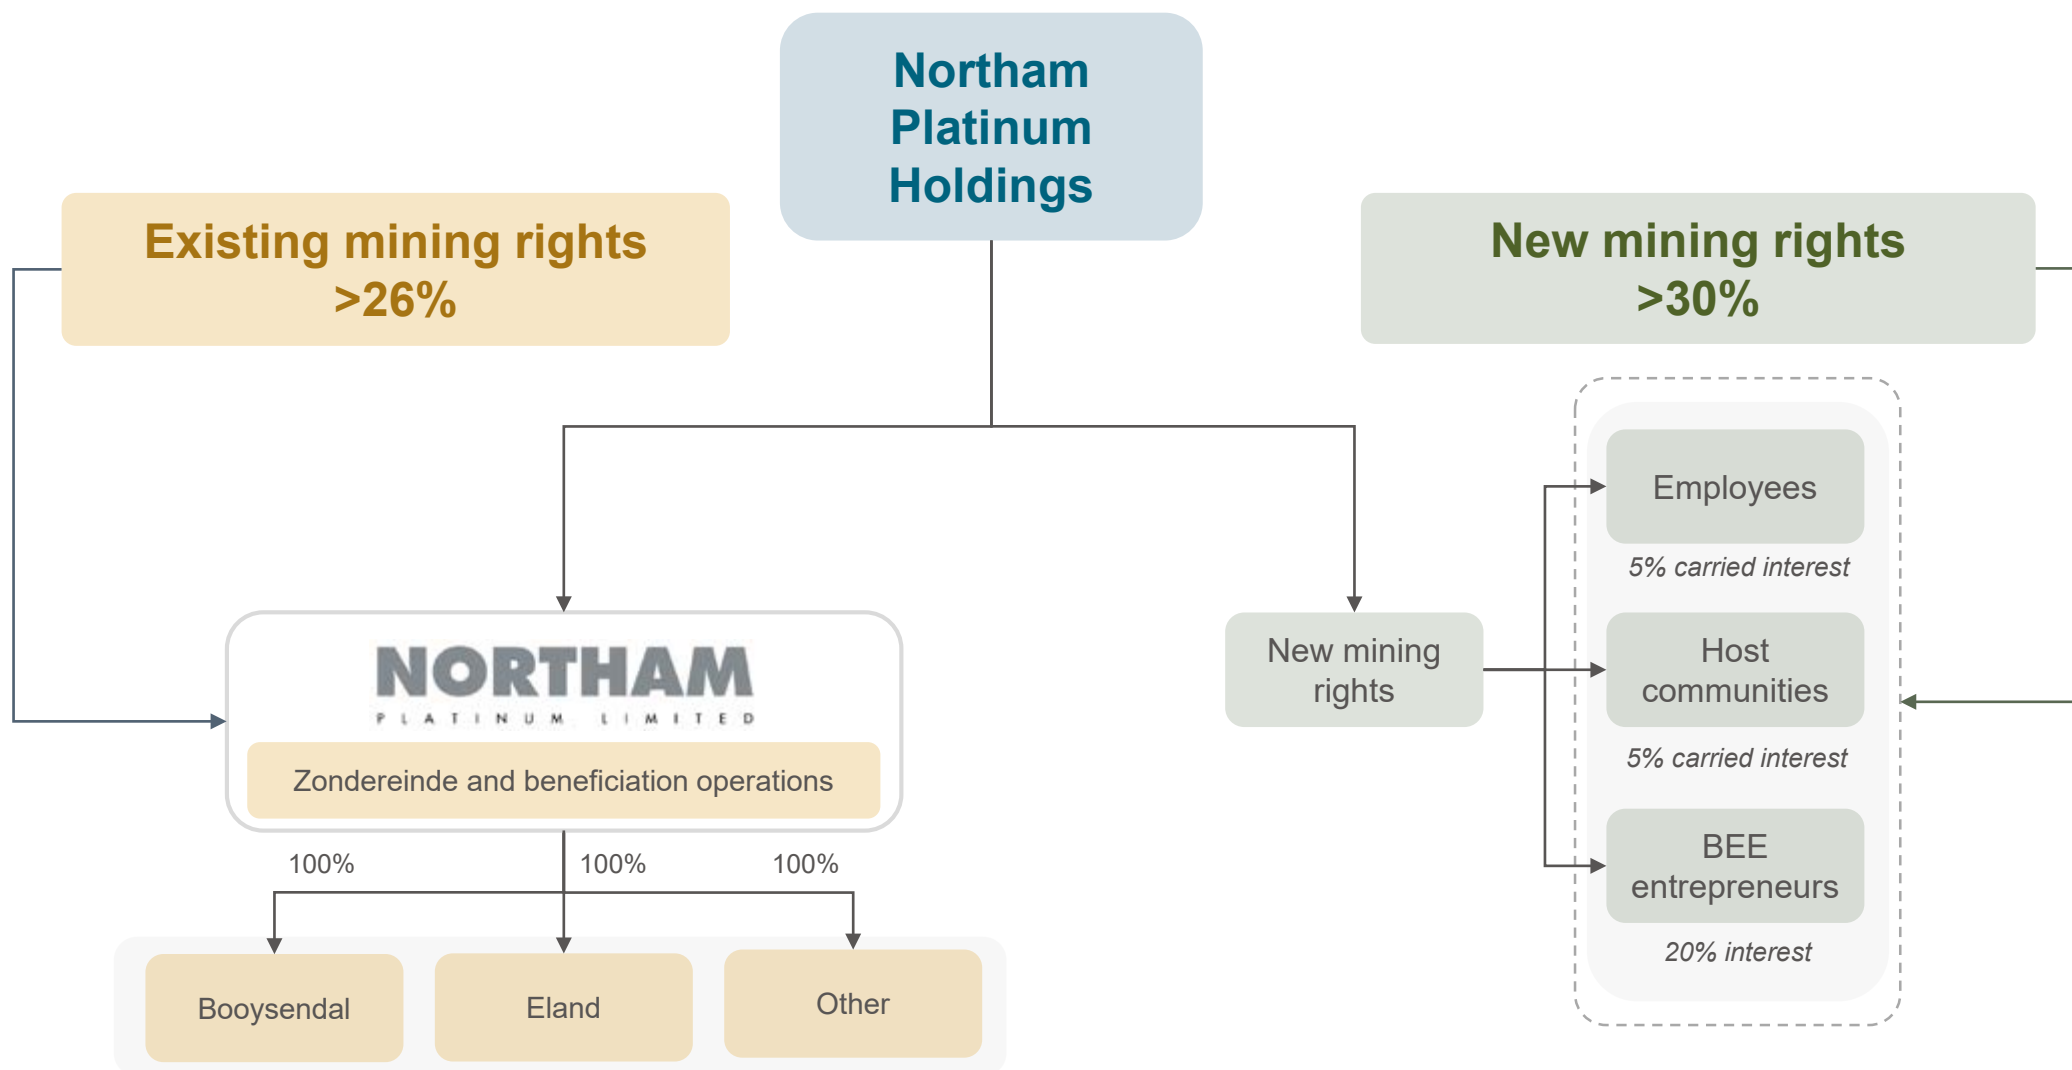 Northam
Platinum
Holdings
Existing mining rights
>26%
New mining rights
>30%
NORTHAM
PLATINUM LIMITED
Zondereinde and beneficiation operations
100%
100%
100%
Booysendal
Eland
Other
New mining
rights
Employees
5% carried interest
Host
communities
5% carried interest
BEE
entrepreneurs
20% interest